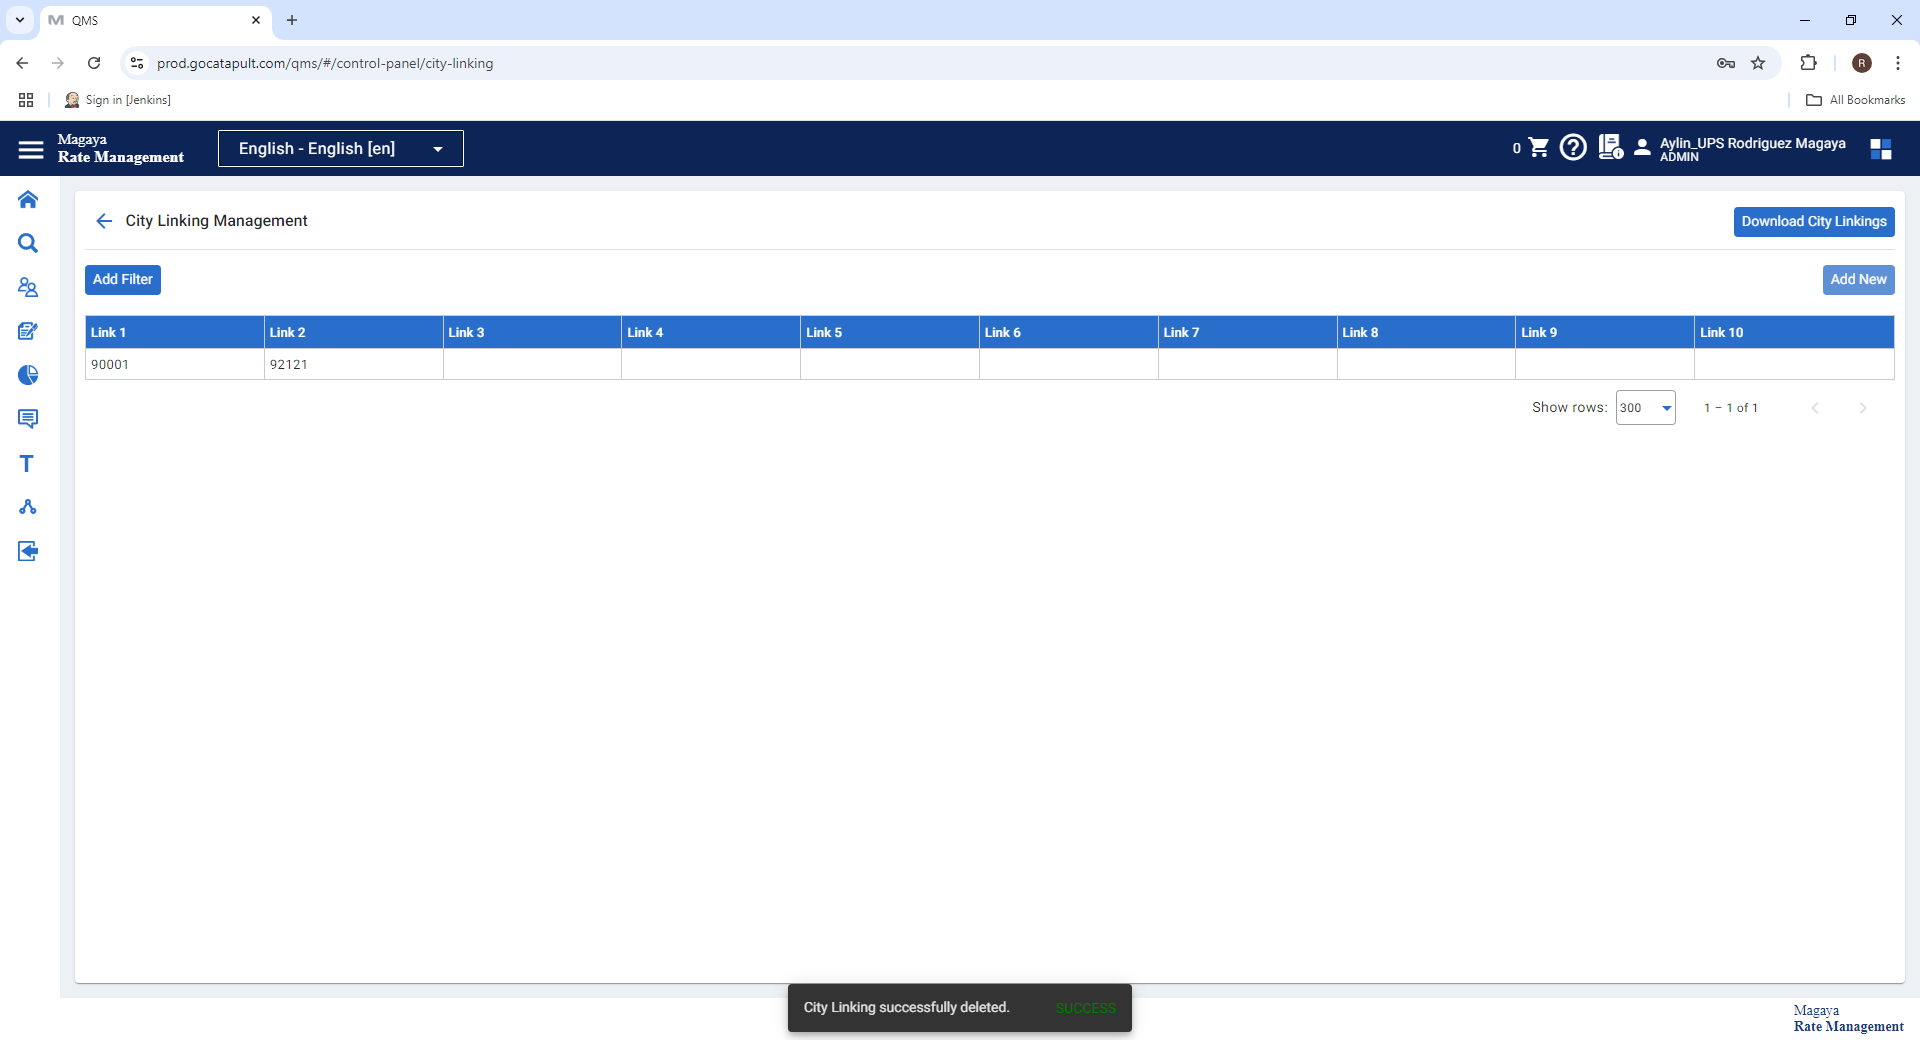 QMS
prod.gocatapult.com/qms/#/control-panel/city-linking
R
Sign in [Jenkins]
All Bookmarks
Magaya
Rate Management
English - English [en]
0
Aylin_UPS Rodriguez Magaya
ADMIN
City Linking Management
Download City Linkings
Add Filter
Add New
Link 1 Link 2 Link 3 Link 4 Link 5 Link 6 Link 7 Link 8 Link 9 Link 10
90001 92121
Show rows: 300 1 – 1 of 1
T
City Linking successfully deleted. SUCCESS
Magaya
Rate Management